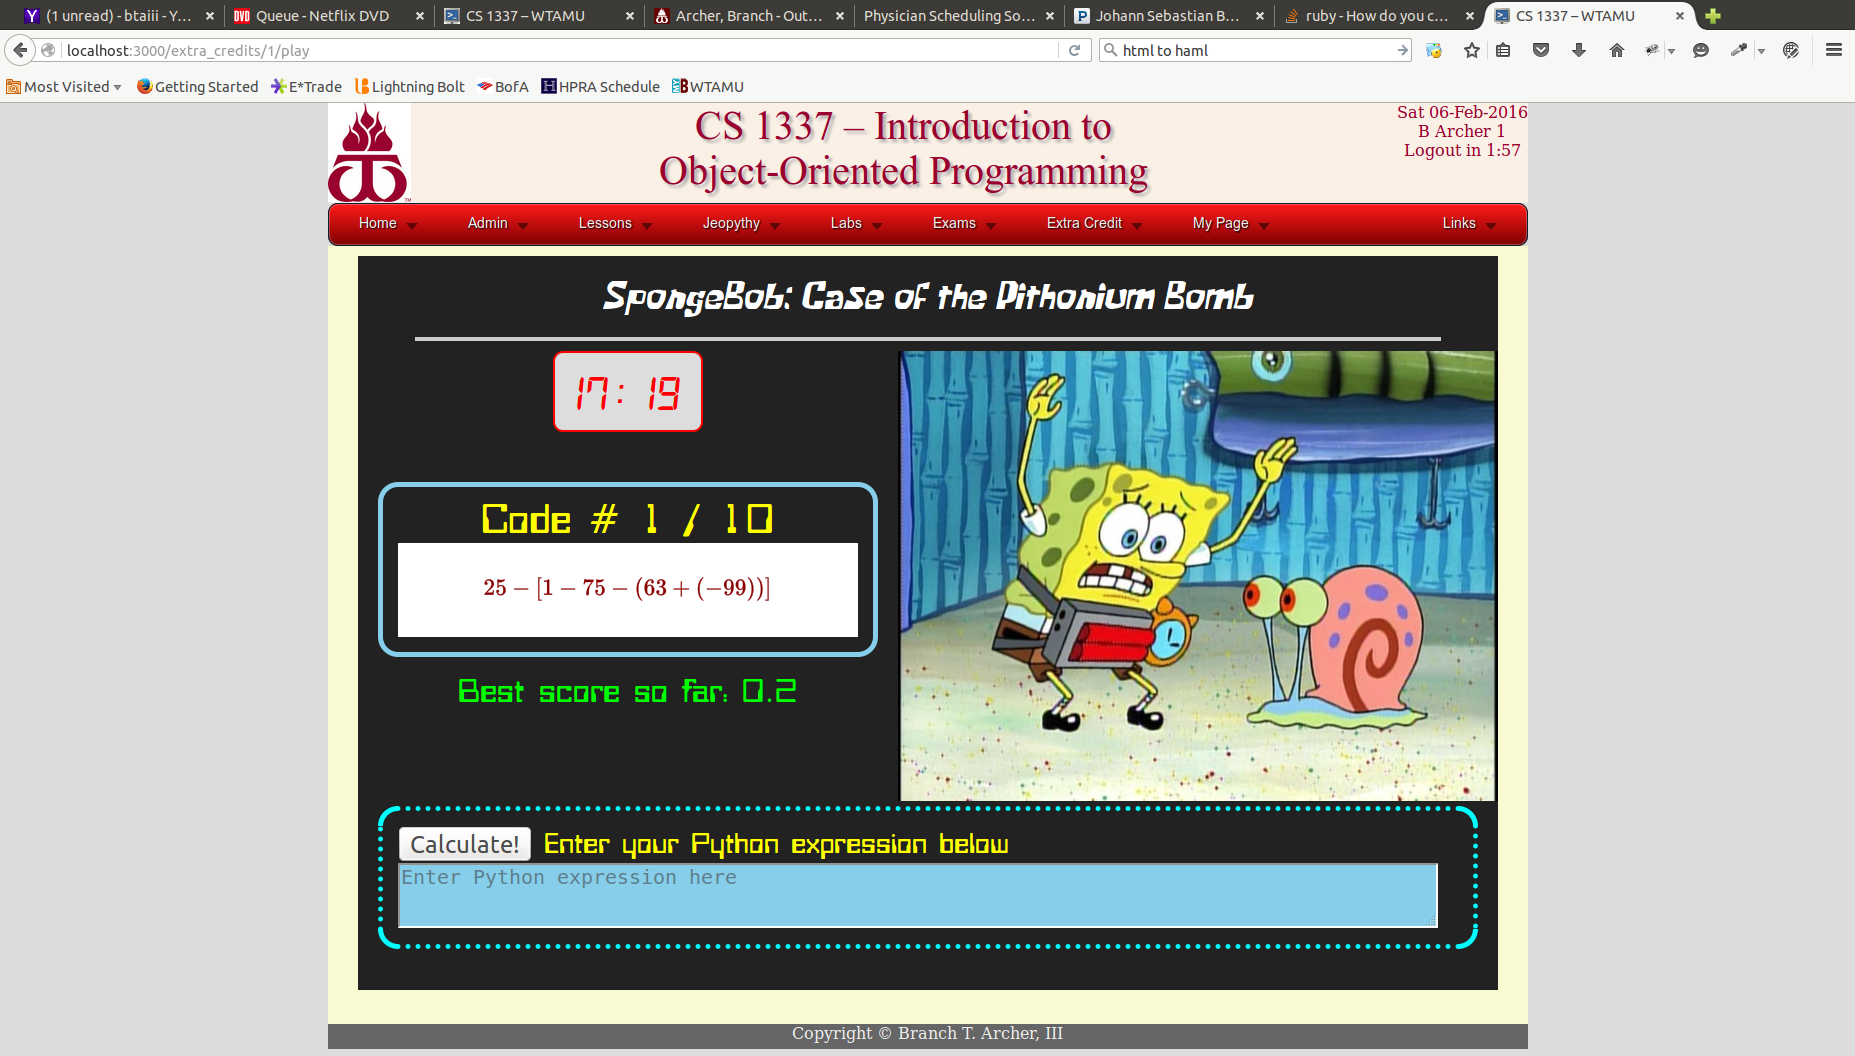 (1 unread) - btaiii - Y...
Queue - Netflix DVD
CS 1337 – WTAMU
Archer, Branch - Out...
Physician Scheduling So...
Johann Sebastian B...
ruby - How do you c...
CS 1337 – WTAMU
localhost:3000/extra_credits/1/play
html to haml
Most Visited
Getting Started
E*Trade
Lightning Bolt
BofA
HPRA Schedule
WTAMU
CS 1337 – Introduction to
Object-Oriented Programming
Sat 06-Feb-2016
B Archer 1
Logout in 1:57
Home
Admin
Lessons
Jeopythy
Labs
Exams
Extra Credit
My Page
Links
SpongeBob: Case of the Pithonium Bomb
17: 19
Code # 1 / 10
25 − [1 − 75 − (63 + (−99))]
Best score so far: 0.2
Calculate! Enter your Python expression below
Enter Python expression here
Copyright © Branch T. Archer, III